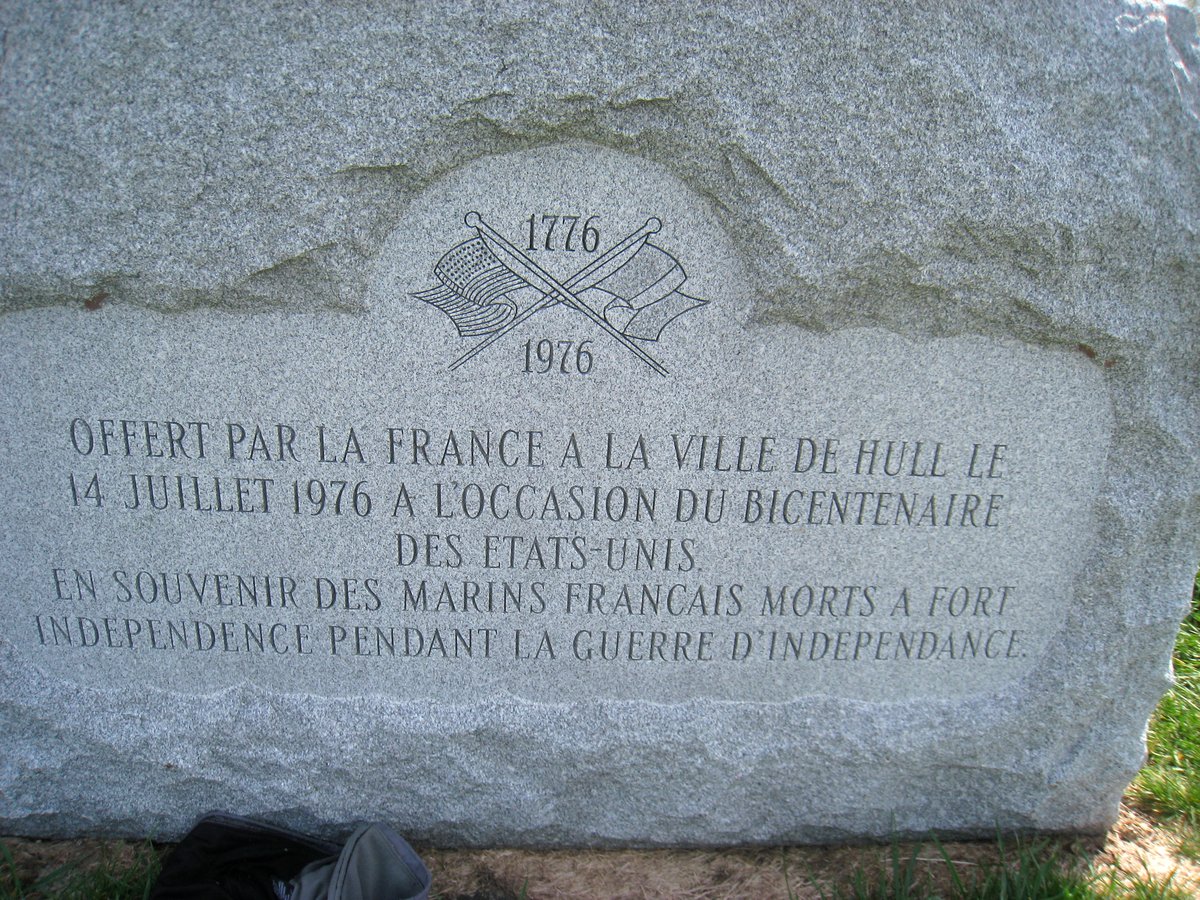 1776
1976
OFFERT PAR LA FRANCE A LA VILLE DE HULL LE
14 JUILLET 1976 A L'OCCASION DU BICENTENAIRE
DES ETATS-UNIS.
EN SOUVENIR DES MARINS FRANCAIS MORTS A FORT
INDEPENDENCE PENDANT LA GUERRE D'INDEPENDANCE.